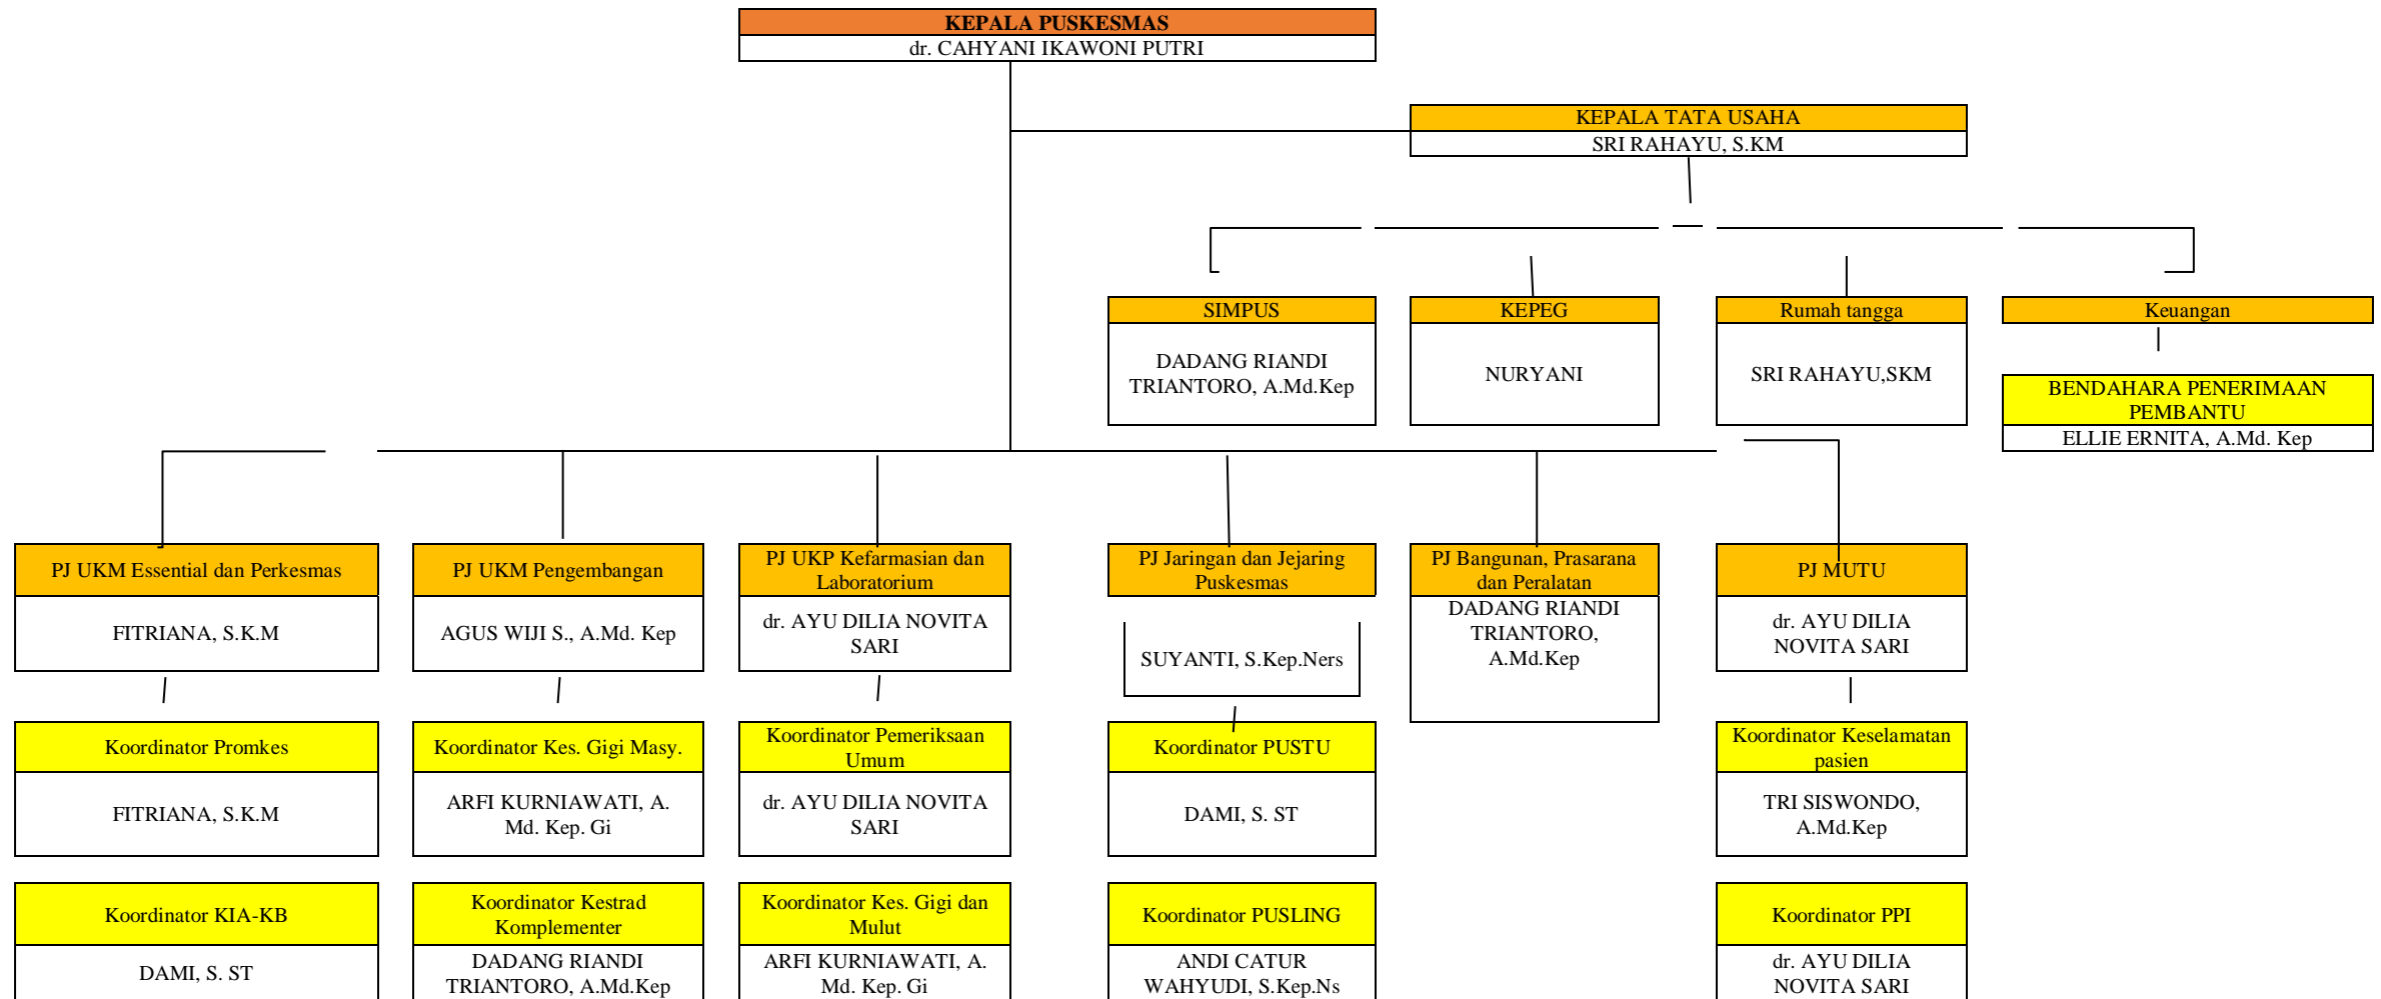 KEPALA PUSKESMAS
dr. CAHYANI IKAWONI PUTRI
KEPALA TATA USAHA
SRI RAHAYU, S.KM
SIMPUS
DADANG RIANDI
TRIANTORO, A.Md.Kep
KEPEG
NURYANI
Rumah tangga
SRI RAHAYU,SKM
Keuangan
BENDAHARA PENERIMAAN
PEMBANTU
ELLIE ERNITA, A.Md. Kep
PJ UKM Essential dan Perkesmas
FITRIANA, S.K.M
PJ UKM Pengembangan
AGUS WIJI S., A.Md. Kep
PJ UKP Kefarmasian dan
Laboratorium
dr. AYU DILIA NOVITA
SARI
PJ Jaringan dan Jejaring
Puskesmas
SUYANTI, S.Kep.Ners
PJ Bangunan, Prasarana
dan Peralatan
DADANG RIANDI
TRIANTORO,
A.Md.Kep
PJ MUTU
dr. AYU DILIA
NOVITA SARI
Koordinator Promkes
FITRIANA, S.K.M
Koordinator Kes. Gigi Masy.
ARFI KURNIAWATI, A.
Md. Kep. Gi
Koordinator Pemeriksaan
Umum
dr. AYU DILIA NOVITA
SARI
Koordinator PUSTU
DAMI, S. ST
Koordinator Keselamatan
pasien
TRI SISWONDO,
A.Md.Kep
Koordinator KIA-KB
DAMI, S. ST
Koordinator Kestrad
Komplementer
DADANG RIANDI
TRIANTORO, A.Md.Kep
Koordinator Kes. Gigi dan
Mulut
ARFI KURNIAWATI, A.
Md. Kep. Gi
Koordinator PUSLING
ANDI CATUR
WAHYUDI, S.Kep.Ns
Koordinator PPI
dr. AYU DILIA
NOVITA SARI